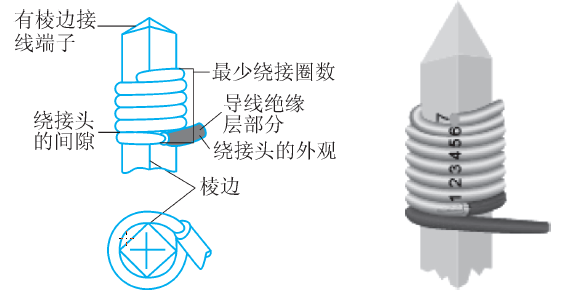 有棱边接
线端子
最少绕接圈数
导线绝缘
层部分
绕接头
的间隙
绕接头的外观
棱边
1 2 3 4 5 6 7